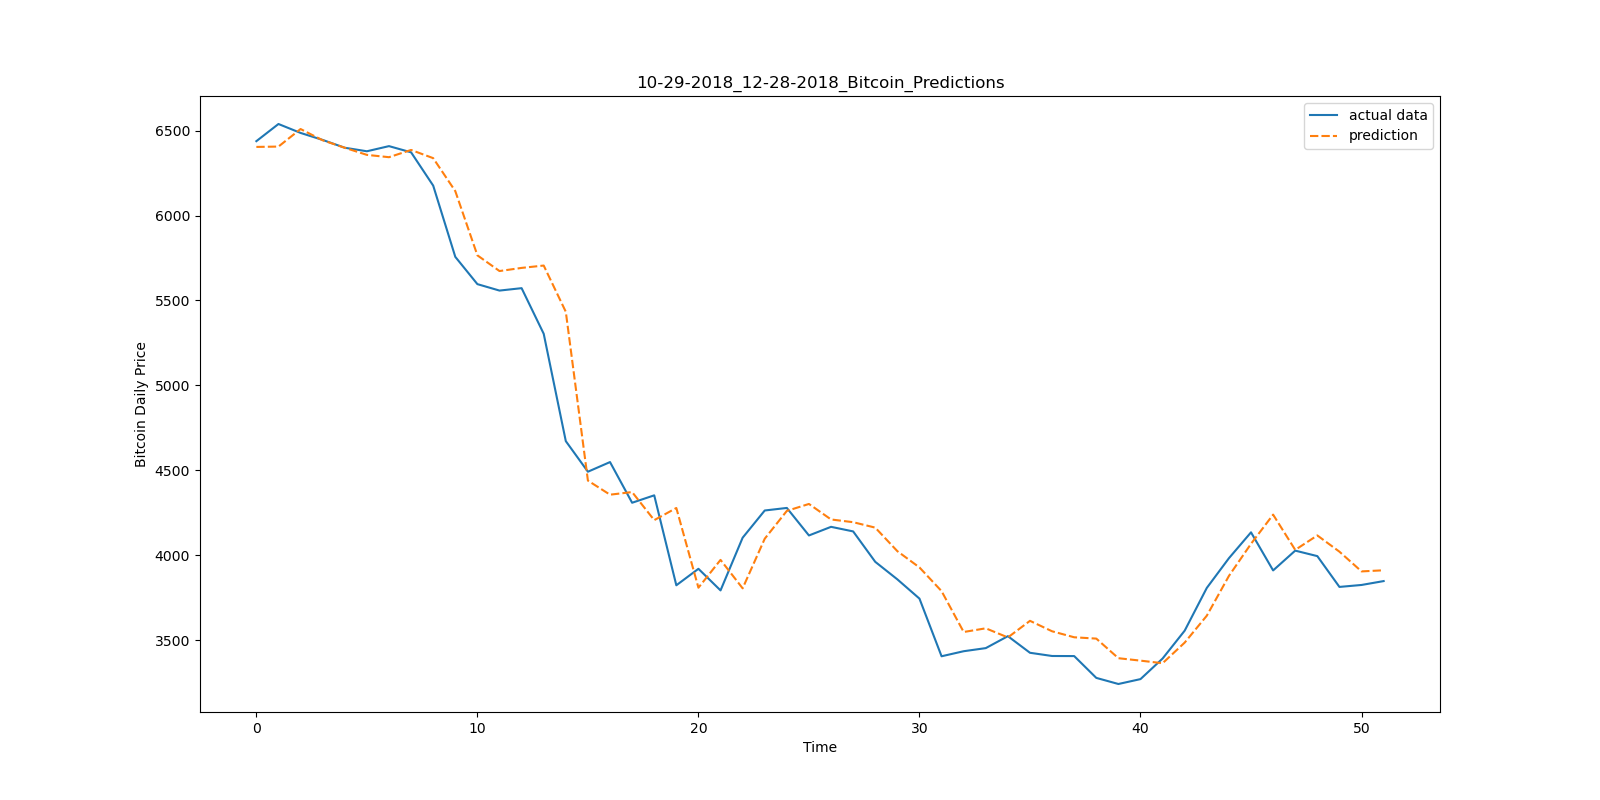 10-29-2018_12-28-2018_Bitcoin_Predictions
actual data
prediction
6500
6000
5500
5000
4500
4000
3500
Bitcoin Daily Price
0 10 20 30 40 50
Time